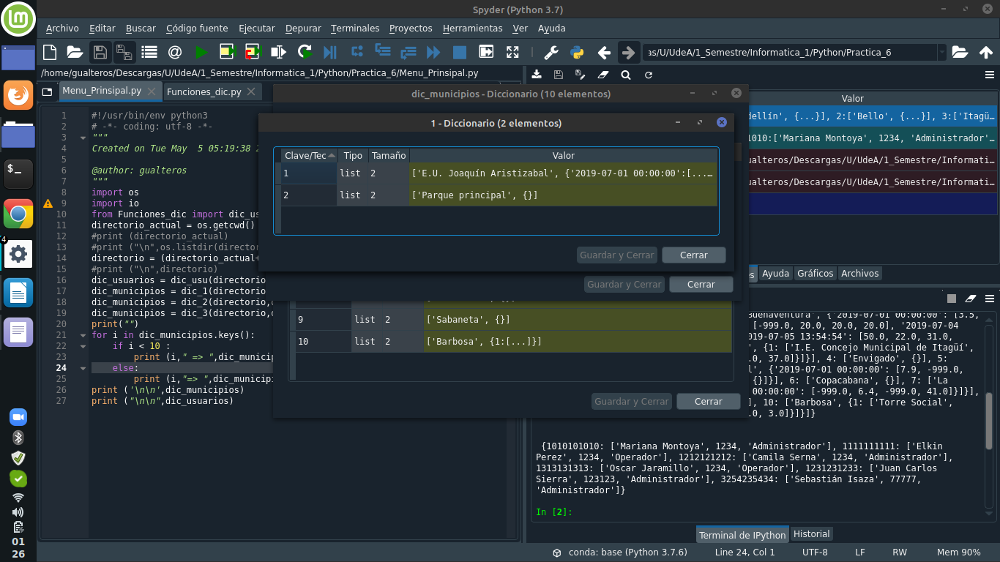 Spyder (Python 3.7)
Archivo Editar Buscar Código fuente Ejecutar Depurar Terminales Proyectos Herramientas Ver Ayuda
as/U/UdeA/1_Semestre/Informatica_1/Python/Practica_6
/home/gualteros/Descargas/U/UdeA/1_Semestre/Informatica_1/Python/Practica_6/Menu_Prinsipal.py
Menu_Prinsipal.py Funciones_dic.py
1 #!/usr/bin/env python3
2 # -*- coding: utf-8 -*-
3 """
4 Created on Tue May  5 05:19:38 2
5
6 @author: gualteros
7 """
8 import os
9 import io
10 from Funciones_dic import dic_us
11 directorio_actual = os.getcwd()
12 #print (directorio_actual)
13 #print ("\n",os.listdir(director
14 directorio = (directorio_actual+
15 #print ("\n",directorio)
16 dic_usuarios = dic_usu(directorio
17 dic_municipios = dic_1(directorio
18 dic_municipios = dic_2(directorio,d
19 dic_municipios = dic_3(directorio,d
20 print("")
21 for i in dic_municipios.keys():
22 if i < 10 :
23 print (i," => ",dic_municip
24 else:
25 print (i,"=> ",dic_municipi
26 print ('\n\n',dic_municipios)
27 print ("\n\n",dic_usuarios)
dic_municipios - Diccionario (10 elementos)
1 - Diccionario (2 elementos)
Clave/Tec Tipo Tamaño Valor
1 list 2 ['E.U. Joaquín Aristizabal', {'2019-07-01 00:00:00':[...…
2 list 2 ['Parque principal', {}]
Guardar y Cerrar Cerrar
Guardar y Cerrar Cerrar
9 list 2 ['Sabaneta', {}]
10 list 2 ['Barbosa', {1:[...]}]
Guardar y Cerrar Cerrar
Valor
dellín', {...}], 2:['Bello', {...}], 3:['Itagü…
1010:['Mariana Montoya', 1234, 'Administrador'…
ualteros/Descargas/U/UdeA/1_Semestre/Informati…
ualteros/Descargas/U/UdeA/1_Semestre/Informati…
es Ayuda Gráficos Archivos
Buenaventura', {'2019-07-01 00:00:00': [3.5,
[-999.0, 20.0, 20.0, 20.0], '2019-07-04
019-07-05 13:54:54': [50.0, 22.0, 31.0,
, {1: ['I.E. Concejo Municipal de Itagüí',
.0, 37.0]}]}], 4: ['Envigado', {}], 5:
l', {'2019-07-01 00:00:00': [7.9, -999.0,
{}]}], 6: ['Copacabana', {}], 7: ['La
00:00:00': [-999.0, 6.4, -999.0, 41.0]}]}],
], 10: ['Barbosa', {1: ['Torre Social',
.0, 3.0]}]}]}
{1010101010: ['Mariana Montoya', 1234, 'Administrador'], 1111111111: ['Elkin
Perez', 1234, 'Operador'], 1212121212: ['Camila Serna', 1234, 'Administrador'],
1313131313: ['Oscar Jaramillo', 1234, 'Operador'], 1231231233: ['Juan Carlos
Sierra', 123123, 'Administrador'], 3254235434: ['Sebastián Isaza', 77777,
'Administrador']}
In [2]:
Terminal de IPython Historial
conda: base (Python 3.7.6) Line 24, Col 1 UTF-8 LF RW Mem 90%
4
01
26